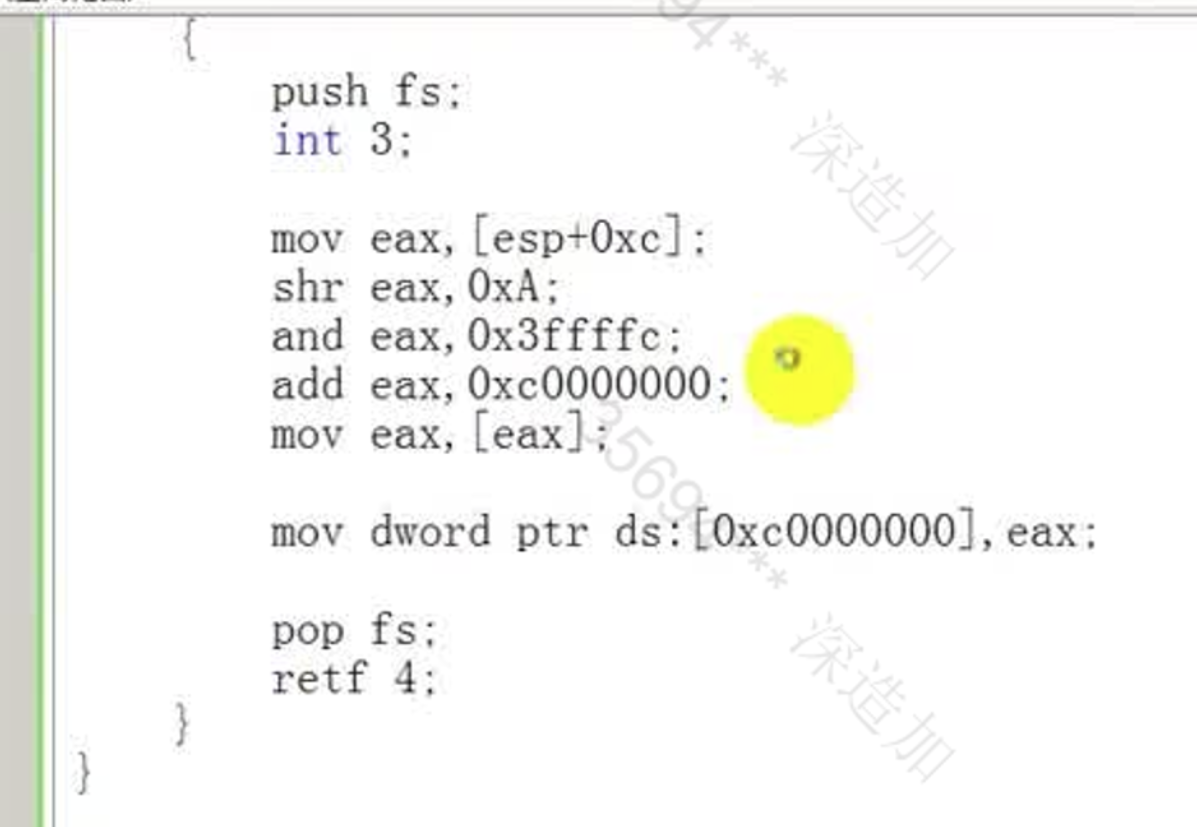 {
push fs;
int 3;
mov eax,[esp+0xc];
shr eax,0xA;
and eax,0x3ffffc;
add eax,0xc0000000;
mov eax,[eax];
mov dword ptr ds:[0xc0000000],eax;
pop fs;
retf 4;
}
}
94*** 深造加
3569 *** 深造加